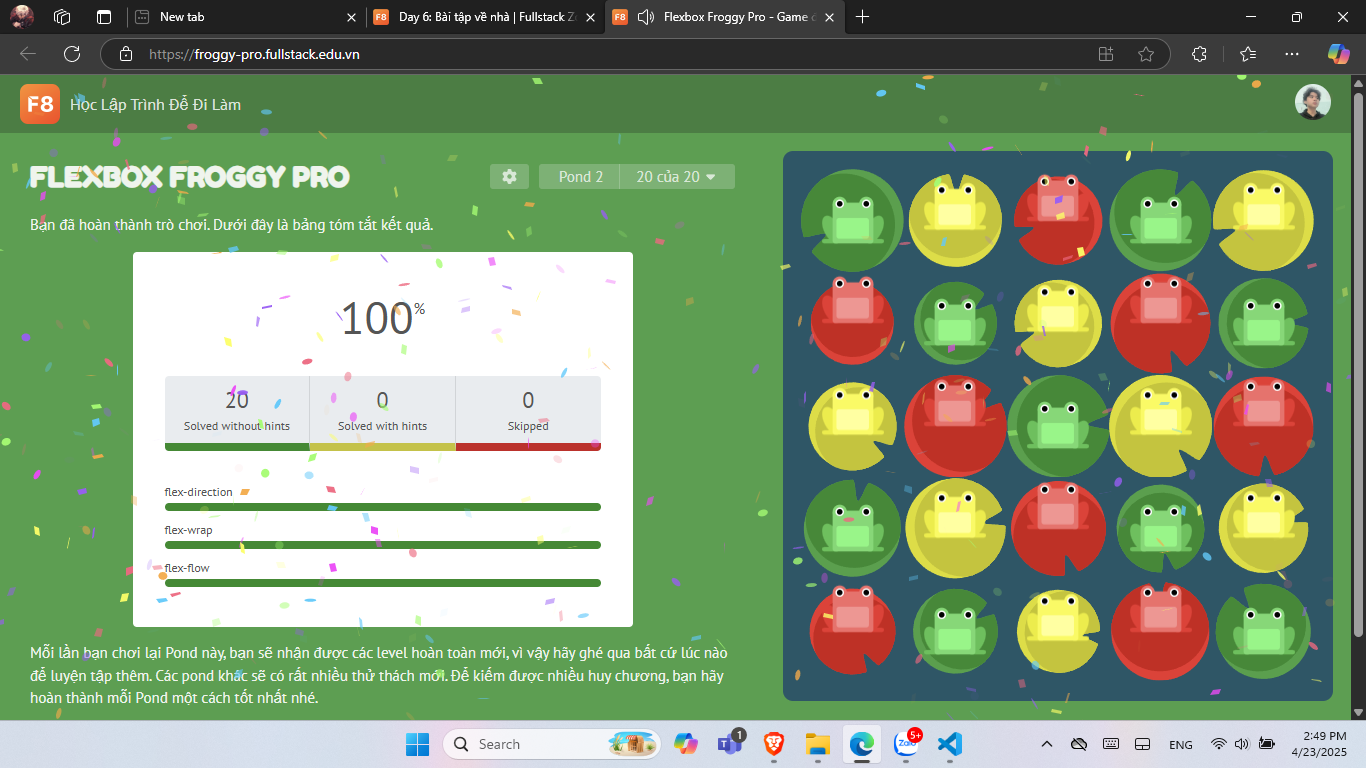 New tab
Day 6: Bài tập về nhà | Fullstack
Flexbox Froggy Pro - Game
https://froggy-pro.fullstack.edu.vn
F8 Học Lập Trình Để Đi Làm
FLEXBOX FROGGY PRO
Pond 2
20 của 20
Bạn đã hoàn thành trò chơi. Dưới đây là bảng tóm tắt kết quả.
100%
20
0
0
Solved without hints
Solved with hints
Skipped
flex-direction
flex-wrap
flex-flow
Mỗi lần bạn chơi lại Pond này, bạn sẽ nhận được các level hoàn toàn mới, vì vậy hãy ghé qua bất cứ lúc nào
để luyện tập thêm. Các pond khác sẽ có rất nhiều thử thách mới. Để kiếm được nhiều huy chương, bạn hãy
hoàn thành mỗi Pond một cách tốt nhất nhé.
Search
1
Zalo
5+
ENG
2:49 PM
4/23/2025